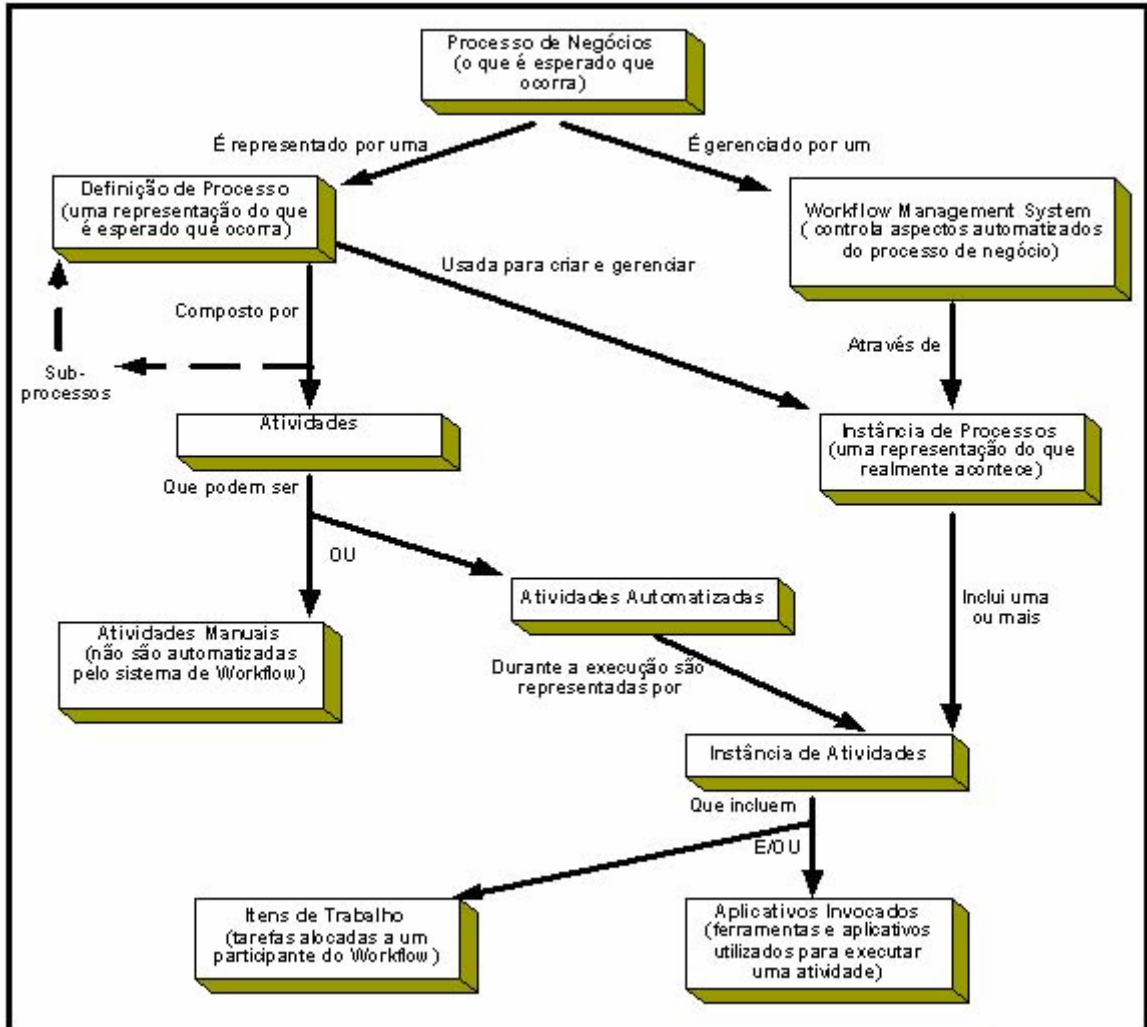 Processo de Negócios
(o que é esperado que
ocorra)
É representado por uma
É gerenciado por um
Definição de Processo
(uma representação do que
é esperado que ocorra)
Workflow Management System
( controla aspectos automatizados
do processo de negócio)
Usada para criar e gerenciar
Composto por
Através de
Sub-
processos
Atividades
Instância de Processos
(uma representação do que
realmente acontece)
Que podem ser
OU
Atividades Automatizadas
Inclui uma
ou mais
Atividades Manuais
(não são automatizadas
pelo sistema de Workflow)
Durante a execução são
representadas por
Instância de Atividades
Que incluem
E/OU
Itens de Trabalho
(tarefas alocadas a um
participante do Workflow)
Aplicativos Invocados
(ferramentas e aplicativos
utilizados para executar
uma atividade)